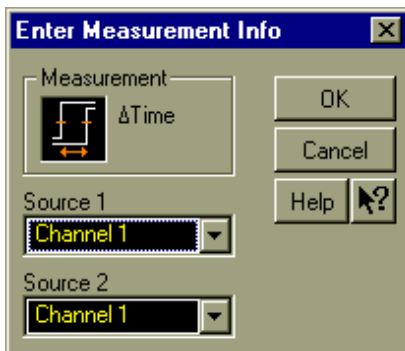 Enter Measurement Info
Measurement
ΔTime
OK
Cancel
Help
?
Source 1
Channel 1
Source 2
Channel 1